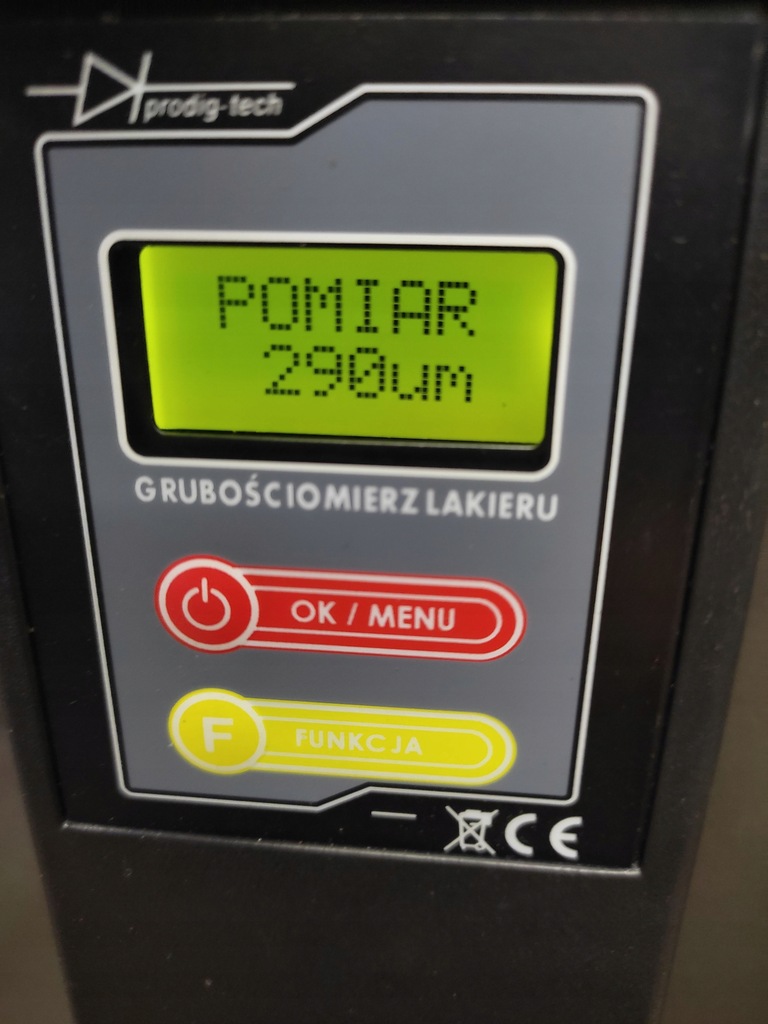 prodig-tech
POMIAR
290um
GRUBOŚCIOMIERZ LAKIERU
OK / MENU
F FUNKCJA
CE